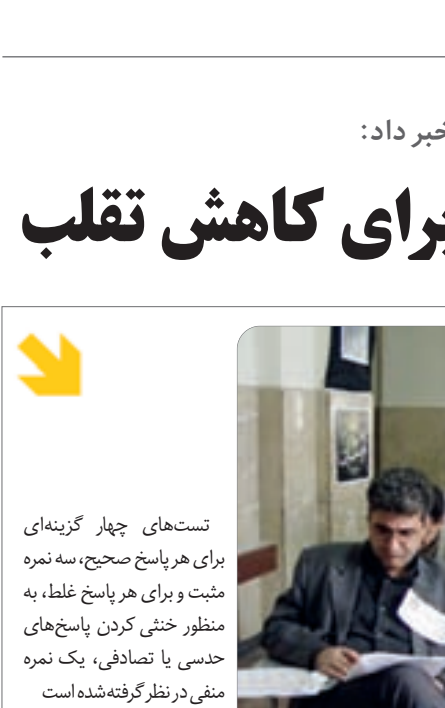 خبر داد:
برای کاهش تقلب
تست‌های چهار گزینه‌ای
برای هر پاسخ صحیح، سه نمره
مثبت و برای هر پاسخ غلط، به
منظور خنثی کردن پاسخ‌های
حدسی یا تصادفی، یک نمره
منفی در نظر گرفته شده است